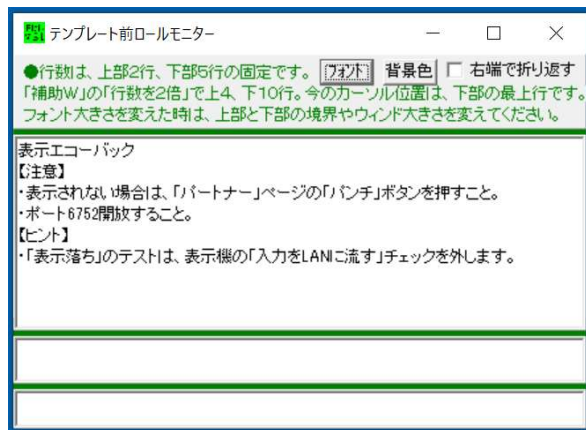 テンプレート前ロールモニター
●行数は、上部2行、下部5行の固定です。 フォント 背景色 右端で折り返す
「補助W」の「行数を2倍」で上4、下10行。今のカーソル位置は、下部の最上行です。
フォント大きさを変えた時は、上部と下部の境界やウィンド大きさを変えてください。
表示エコーバック
【注意】
・表示されない場合は、「パートナー」ページの「パンチ」ボタンを押すこと。
・ポート6752開放すること。
【ヒント】
・「表示落ち」のテストは、表示機の「入力をLANに流す」チェックを外します。